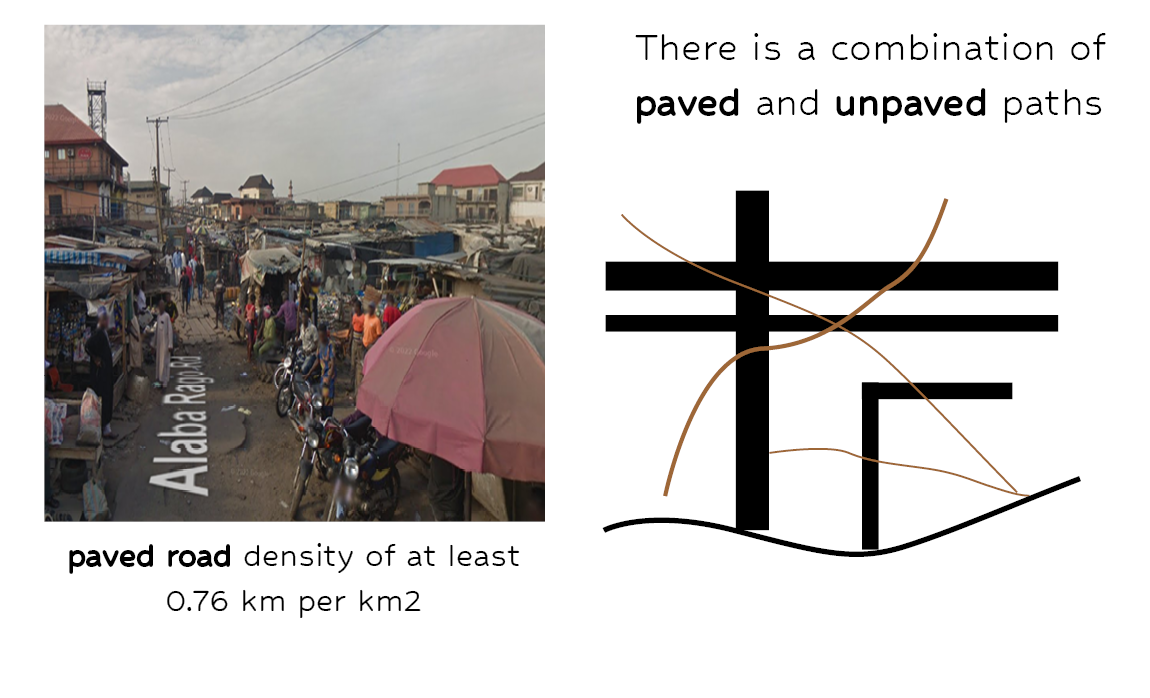 There is a combination of
paved and unpaved paths
Alaba Rago Rd
paved road density of at least
0.76 km per km2